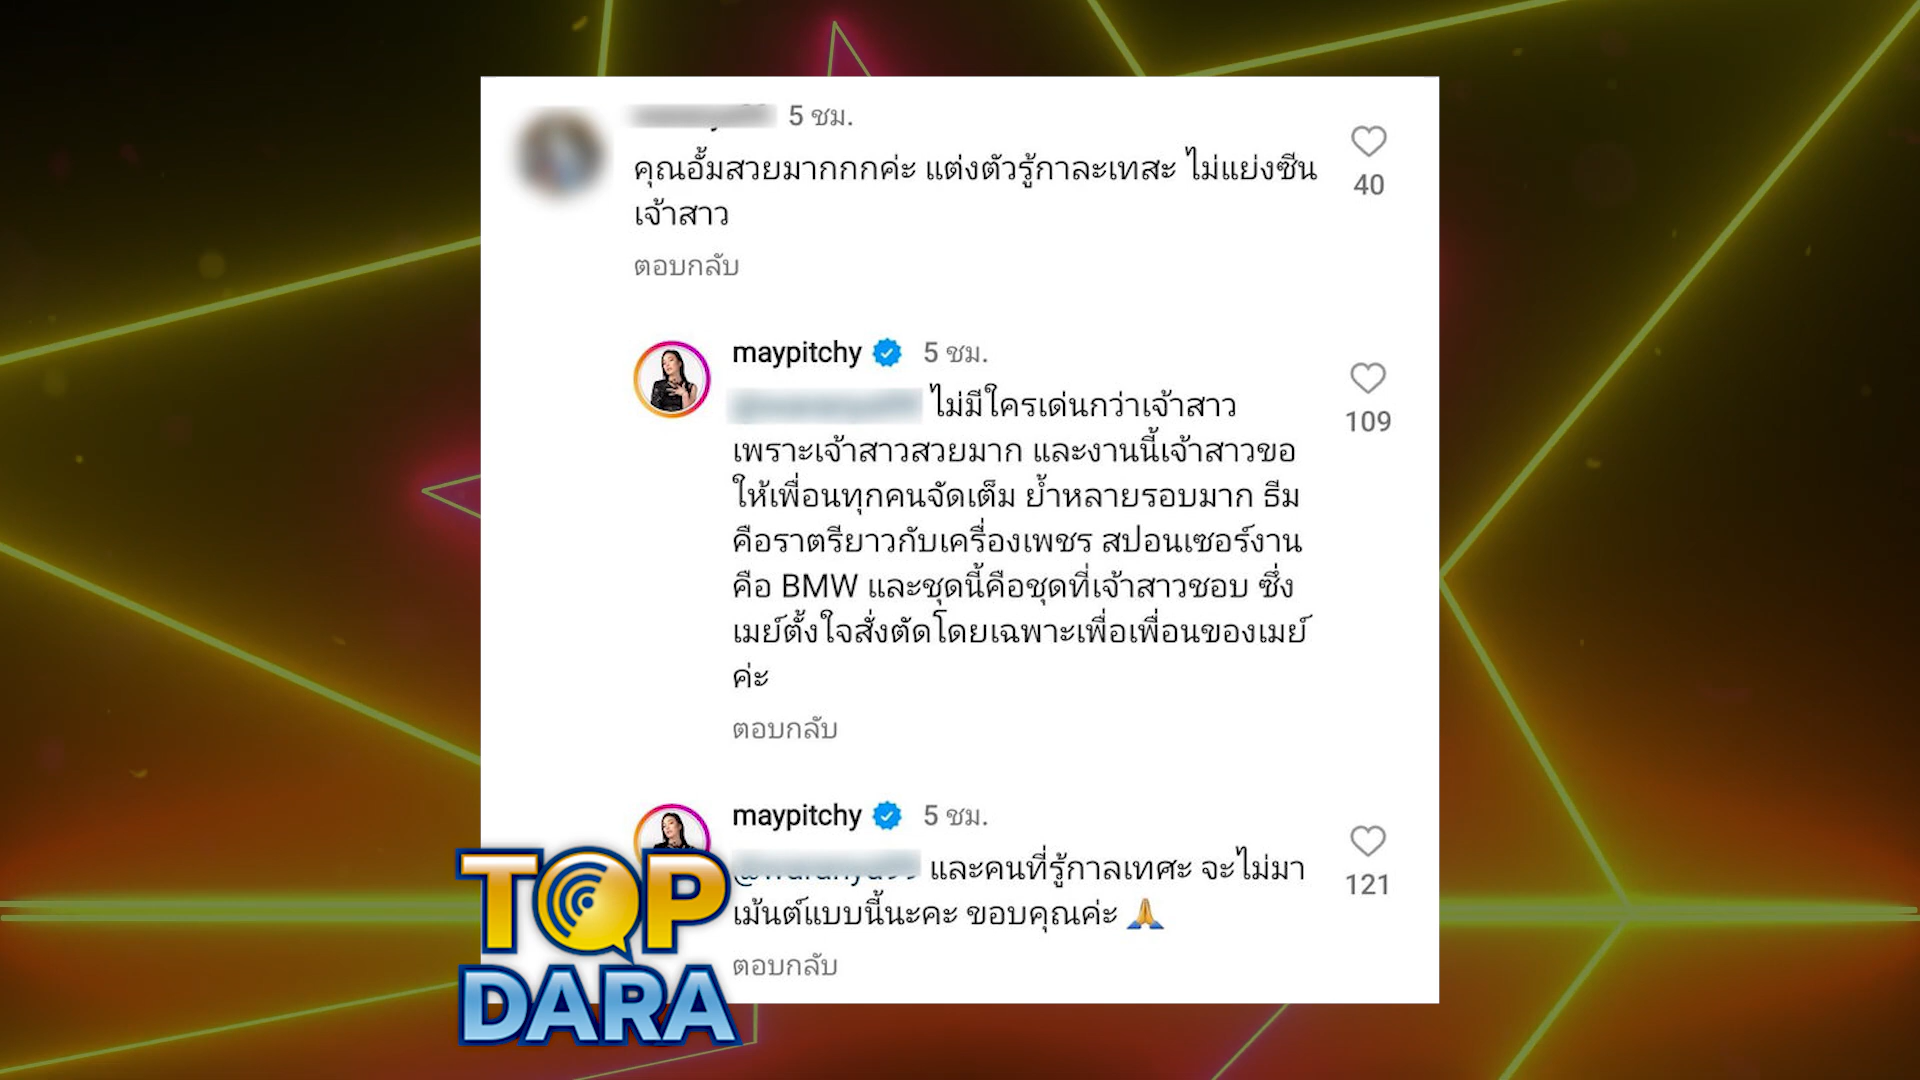 5 ชม.
คุณอั้มสวยมากกกค่ะ แต่งตัวรู้กาละเทสะ ไม่แย่งซีน
เจ้าสาว
40
ตอบกลับ
maypitchy 5 ชม.
ไม่มีใครเด่นกว่าเจ้าสาว
เพราะเจ้าสาวสวยมาก และงานนี้เจ้าสาวขอ
ให้เพื่อนทุกคนจัดเต็ม ย้ำหลายรอบมาก ธีม
คือราตรียาวกับเครื่องเพชร สปอนเซอร์งาน
คือ BMW และชุดนี้คือชุดที่เจ้าสาวชอบ ซึ่ง
เมย์ตั้งใจสั่งตัดโดยเฉพาะเพื่อเพื่อนของเมย์
ค่ะ
109
ตอบกลับ
maypitchy 5 ชม.
และคนที่รู้กาลเทศะ จะไม่มา
เม้นต์แบบนี้นะคะ ขอบคุณค่ะ 🙏
121
ตอบกลับ
TOP
DARA